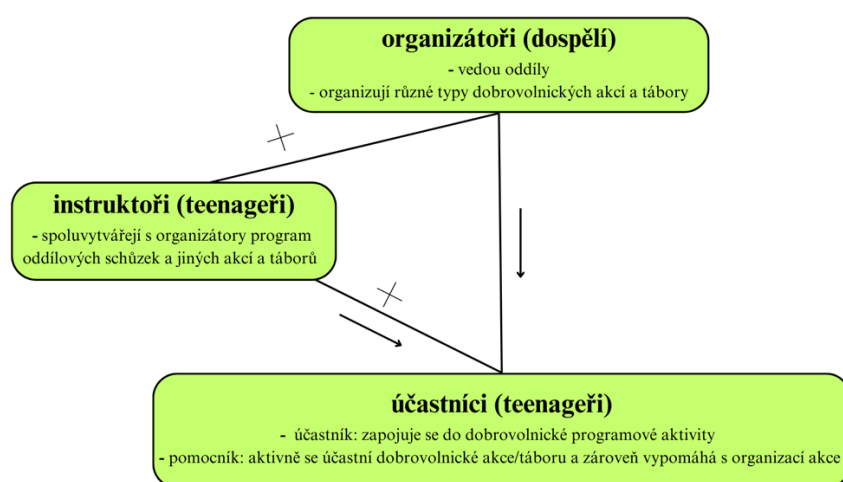 organizátoři (dospělí)
- vedou oddíly
- organizují různé typy dobrovolnických akcí a tábory
instruktoři (teenageři)
- spoluvytvářejí s organizátory program
oddílových schůzek a jiných akcí a táborů
účastníci (teenageři)
- účastník: zapojuje se do dobrovolnické programové aktivity
- pomocník: aktivně se účastní dobrovolnické akce/táboru a zároveň vypomáhá s organizací akce